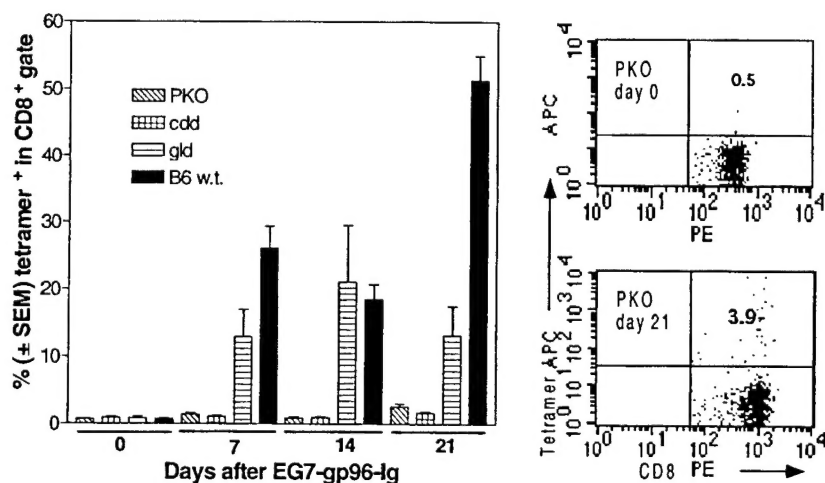 % (± SEM) tetramer + in CD8+ gate
60
50
40
30
20
10
0
PKO
cdd
gld
B6 w.t.
0 7 14 21
Days after EG7-gp96-Ig
PKO
day 0
0.5
APC
10^4
10^0
10^0 10^1 10^2 10^3 10^4
PE
PKO
day 21
3.9
Tetramer APC
10^4
10^3
10^2
10^1
10^0
10^0 10^1 10^2 10^3 10^4
CD8 PE